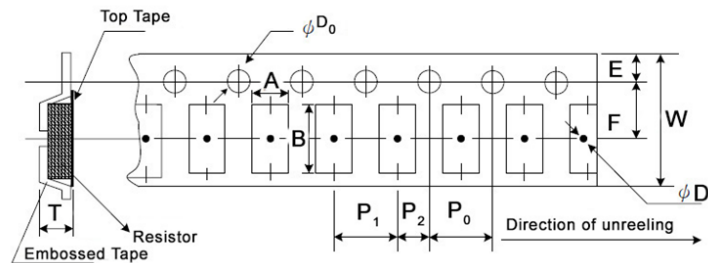 Top Tape
ϕD₀
A
E
F
W
B
ϕD
T
P₁
P₂
P₀
Direction of unreeling
Resistor
Embossed Tape